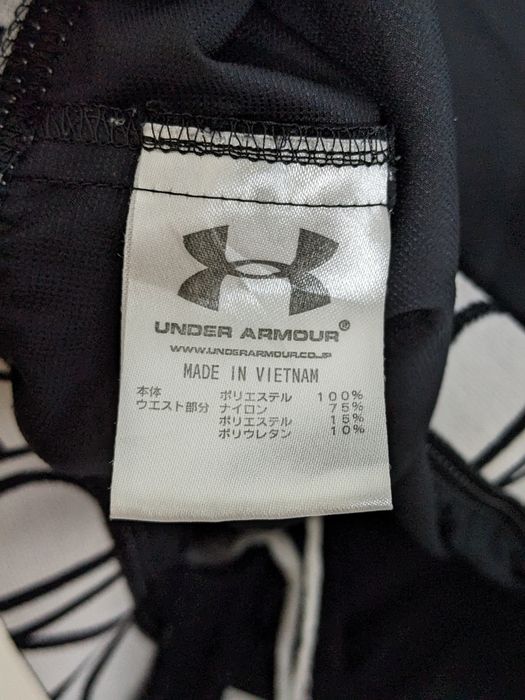 UNDER ARMOUR®
WWW.UNDERARMOUR.CO.JP
MADE IN VIETNAM
本体 ポリエステル 100%
ウエスト部分 ナイロン 75%
ポリエステル 15%
ポリウレタン 10%